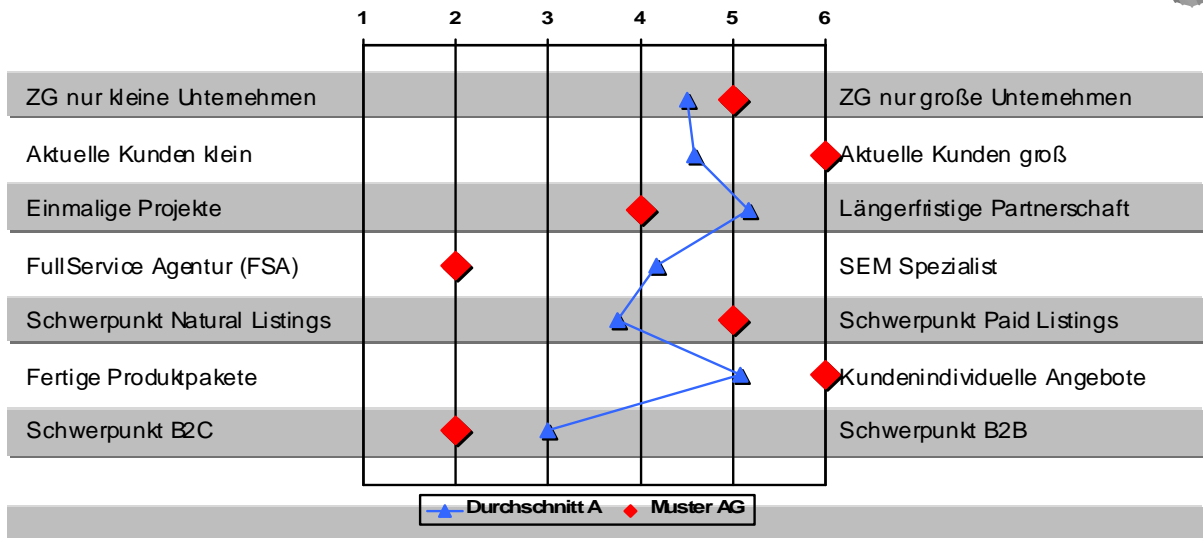 1 2 3 4 5 6
ZG nur kleine Unternehmen ZG nur große Unternehmen
Aktuelle Kunden klein Aktuelle Kunden groß
Einmalige Projekte Längerfristige Partnerschaft
FullService Agentur (FSA) SEM Spezialist
Schwerpunkt Natural Listings Schwerpunkt Paid Listings
Fertige Produktpakete Kundenindividuelle Angebote
Schwerpunkt B2C Schwerpunkt B2B
Durchschnitt A Muster AG